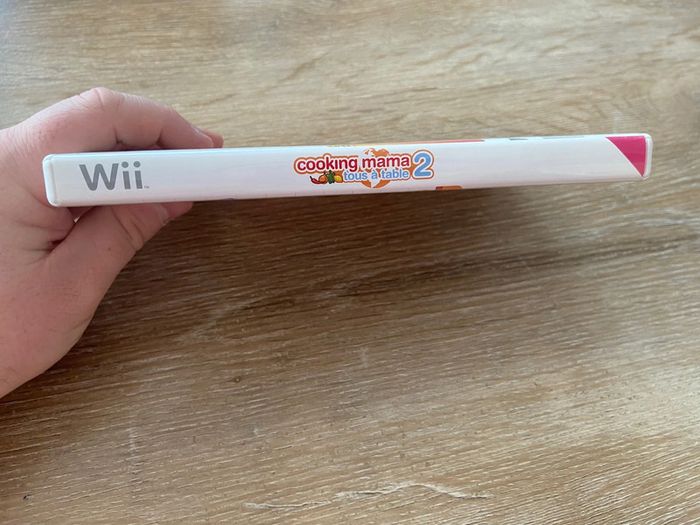 Wii
cooking mama 2
tous à table